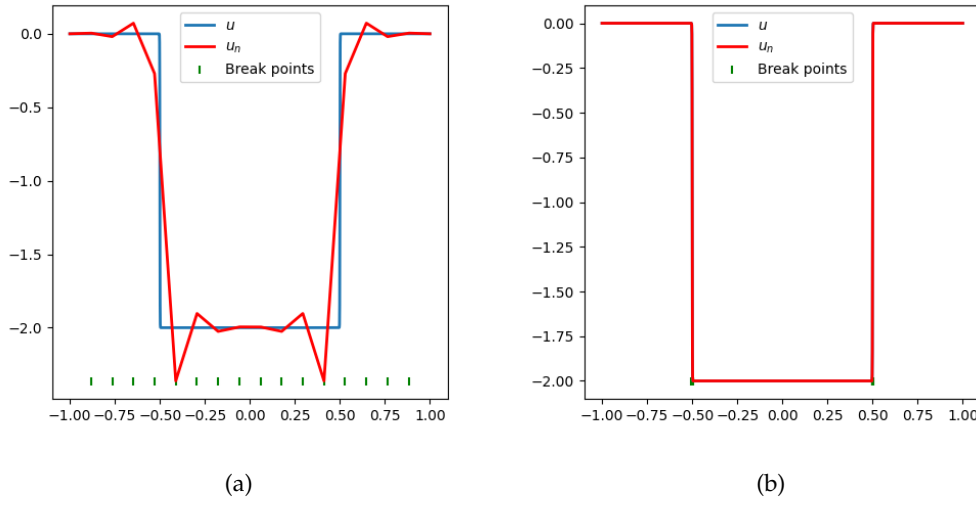 0.0
−0.5
−1.0
−1.5
−2.0
−1.00 −0.75 −0.50 −0.25 0.00 0.25 0.50 0.75 1.00
u
uₙ
Break points
(a)
0.00
−0.25
−0.50
−0.75
−1.00
−1.25
−1.50
−1.75
−2.00
−1.00 −0.75 −0.50 −0.25 0.00 0.25 0.50 0.75 1.00
u
uₙ
Break points
(b)